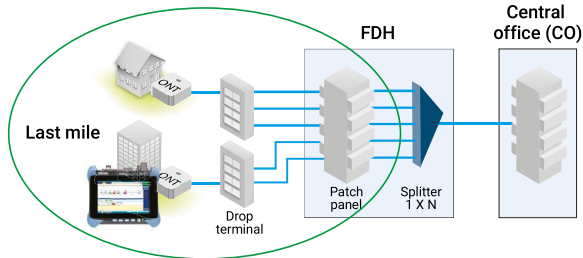 Central
office (CO)
FDH
ONT
Last mile
ONT
Drop
terminal
Patch
panel
Splitter
1 X N